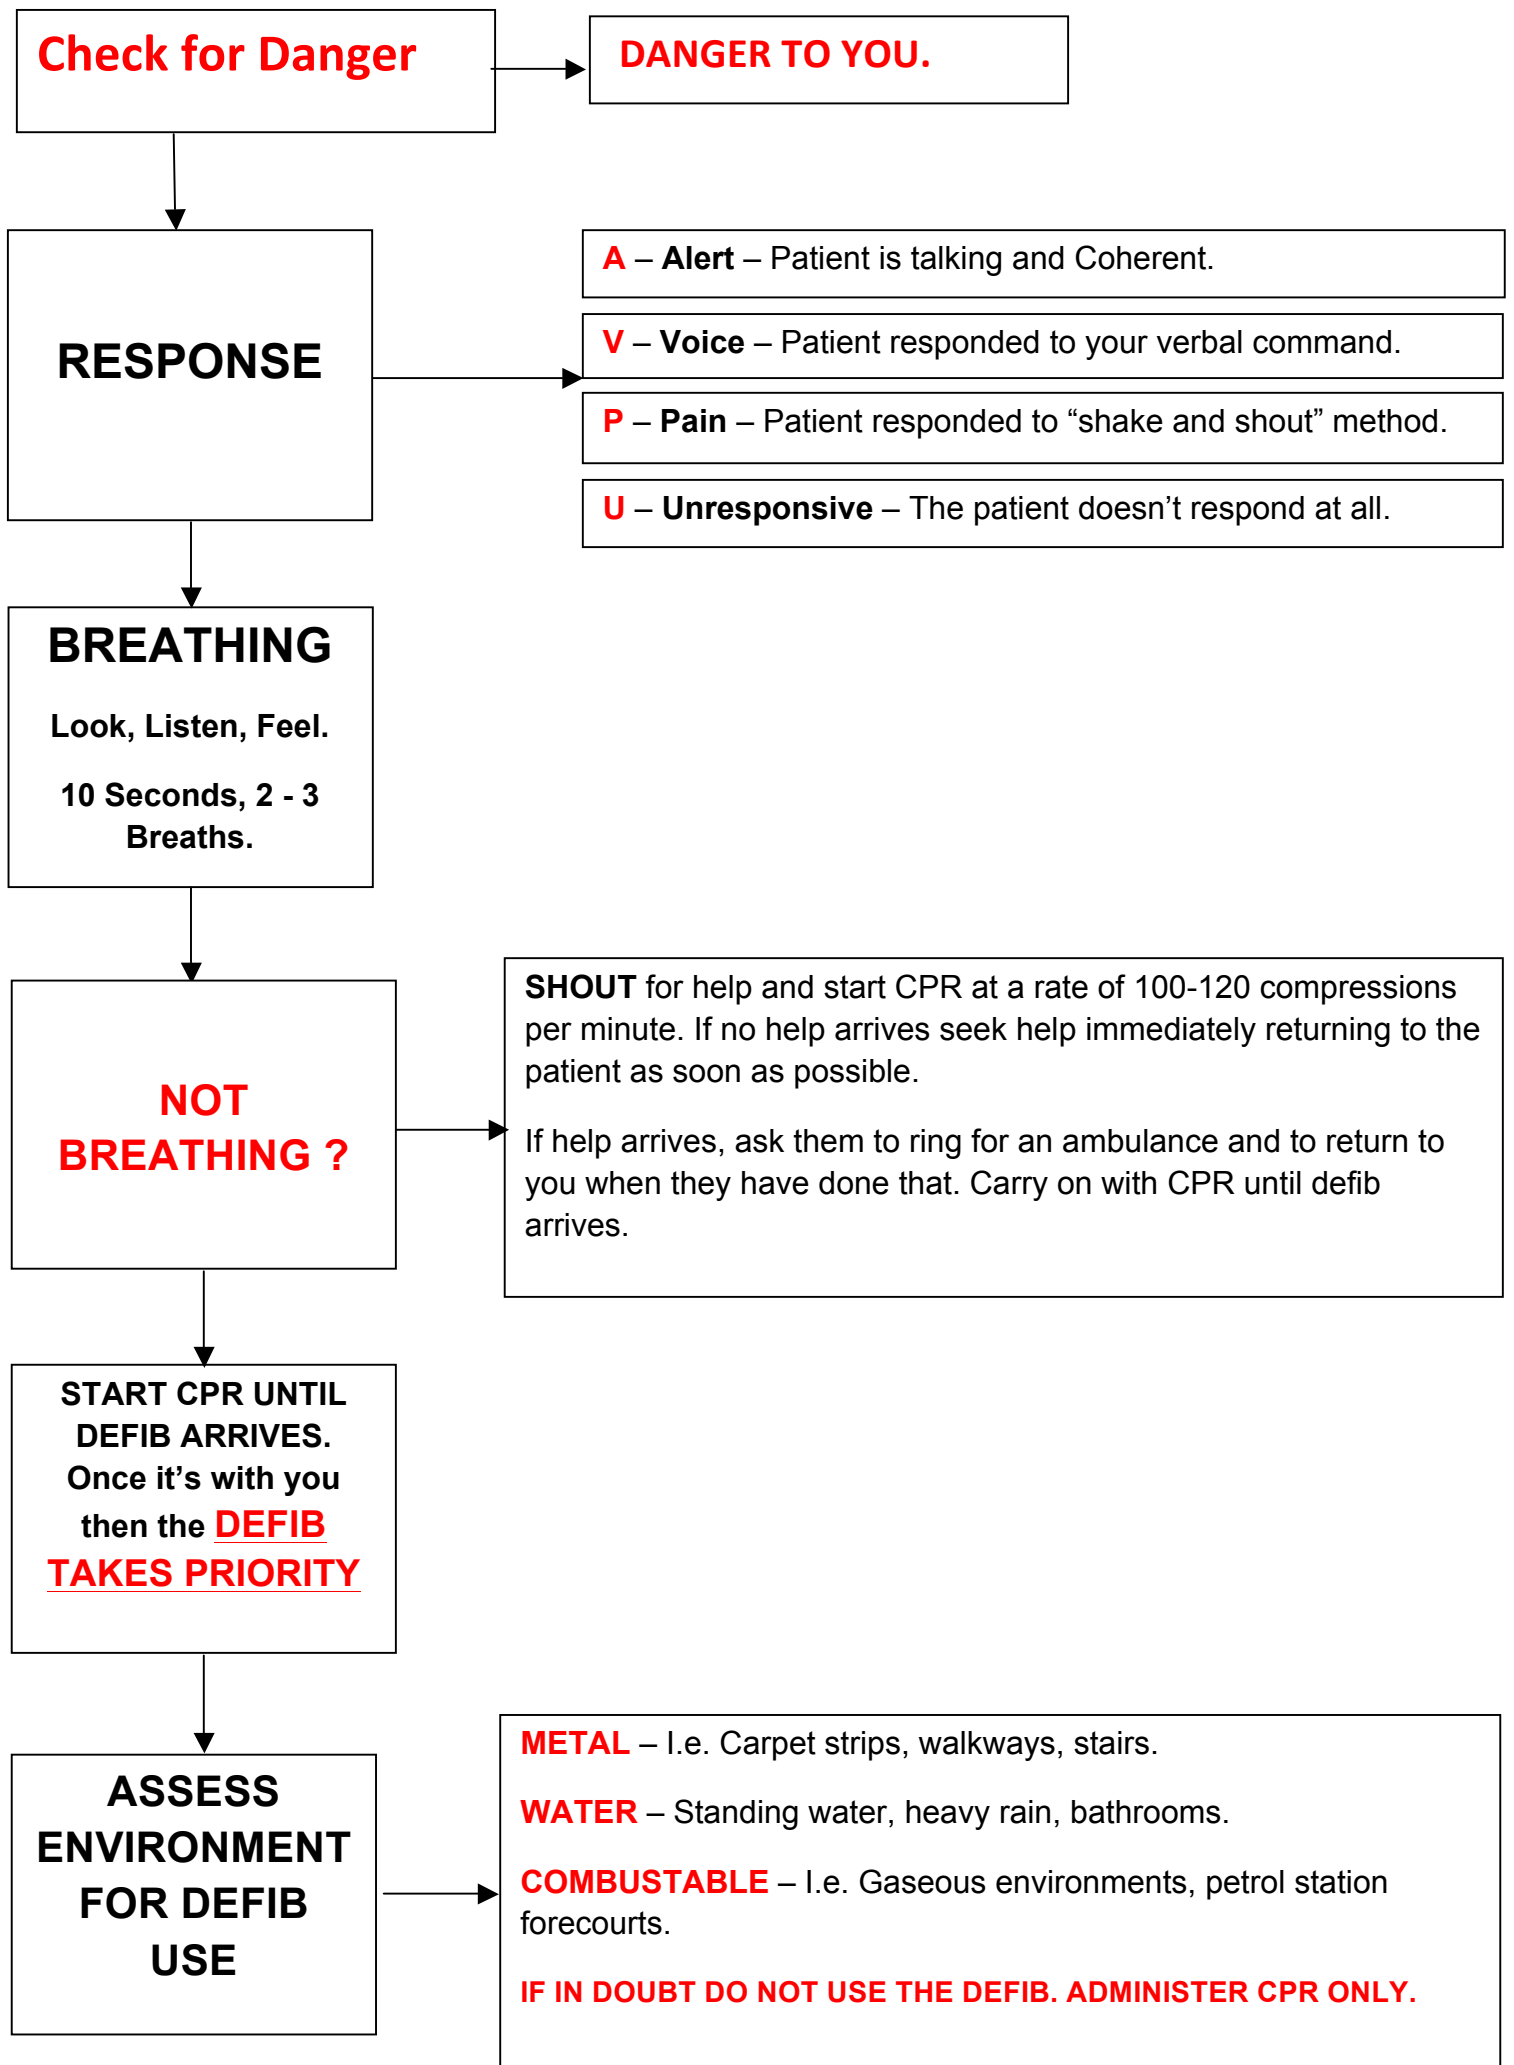 Check for Danger
DANGER TO YOU.
RESPONSE
A – Alert – Patient is talking and Coherent.
V – Voice – Patient responded to your verbal command.
P – Pain – Patient responded to “shake and shout” method.
U – Unresponsive – The patient doesn’t respond at all.
BREATHING
Look, Listen, Feel.
10 Seconds, 2 - 3
Breaths.
NOT
BREATHING ?
SHOUT for help and start CPR at a rate of 100-120 compressions
per minute. If no help arrives seek help immediately returning to the
patient as soon as possible.
If help arrives, ask them to ring for an ambulance and to return to
you when they have done that. Carry on with CPR until defib
arrives.
START CPR UNTIL
DEFIB ARRIVES.
Once it’s with you
then the DEFIB
TAKES PRIORITY
ASSESS
ENVIRONMENT
FOR DEFIB
USE
METAL – I.e. Carpet strips, walkways, stairs.
WATER – Standing water, heavy rain, bathrooms.
COMBUSTABLE – I.e. Gaseous environments, petrol station
forecourts.
IF IN DOUBT DO NOT USE THE DEFIB. ADMINISTER CPR ONLY.